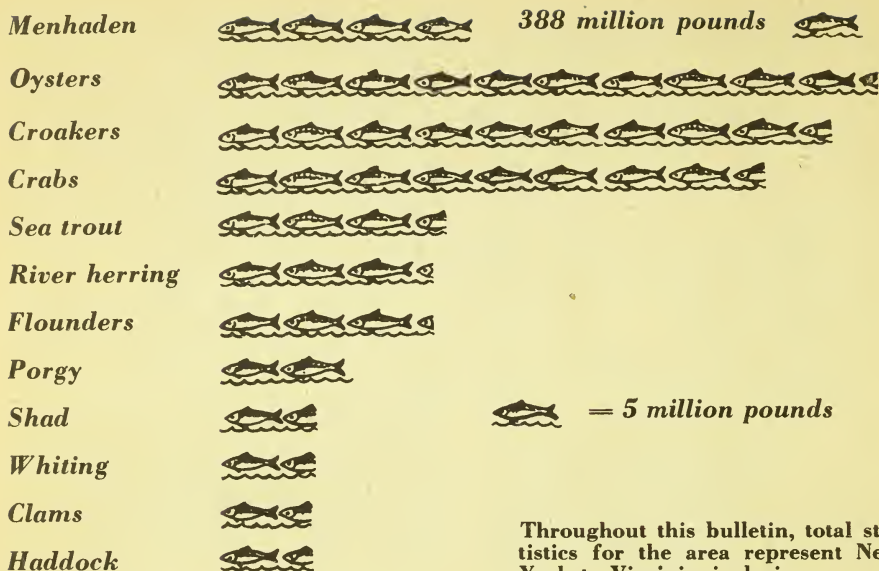 Menhaden 388 million pounds
Oysters
Croakers
Crabs
Sea trout
River herring
Flounders
Porgy
Shad = 5 million pounds
Whiting
Clams
Throughout this bulletin, total st
Haddock tistics for the area represent Ne